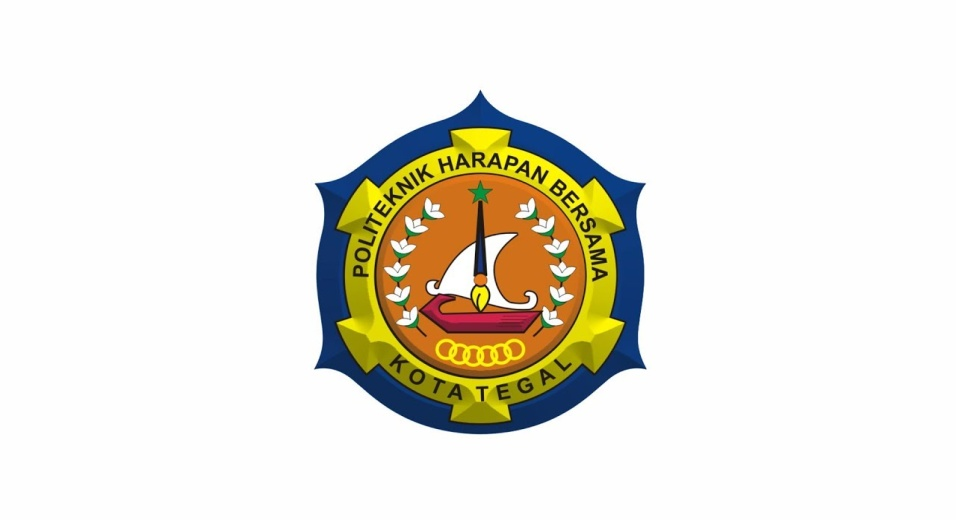 POLITEKNIK HARAPAN BERSAMA
KOTA TEGAL